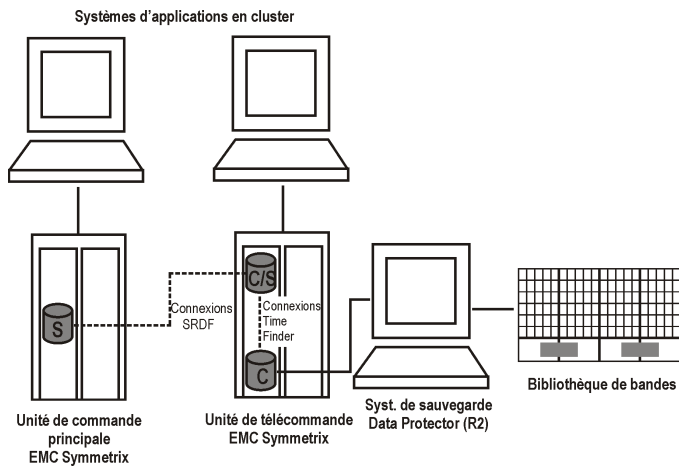 Systèmes d'applications en cluster
S
C/S
Connexions
SRDF
Connexions
Time
Finder
C
Unité de commande
principale
EMC Symmetrix
Unité de télécommande
EMC Symmetrix
Syst. de sauvegarde
Data Protector (R2)
Bibliothèque de bandes